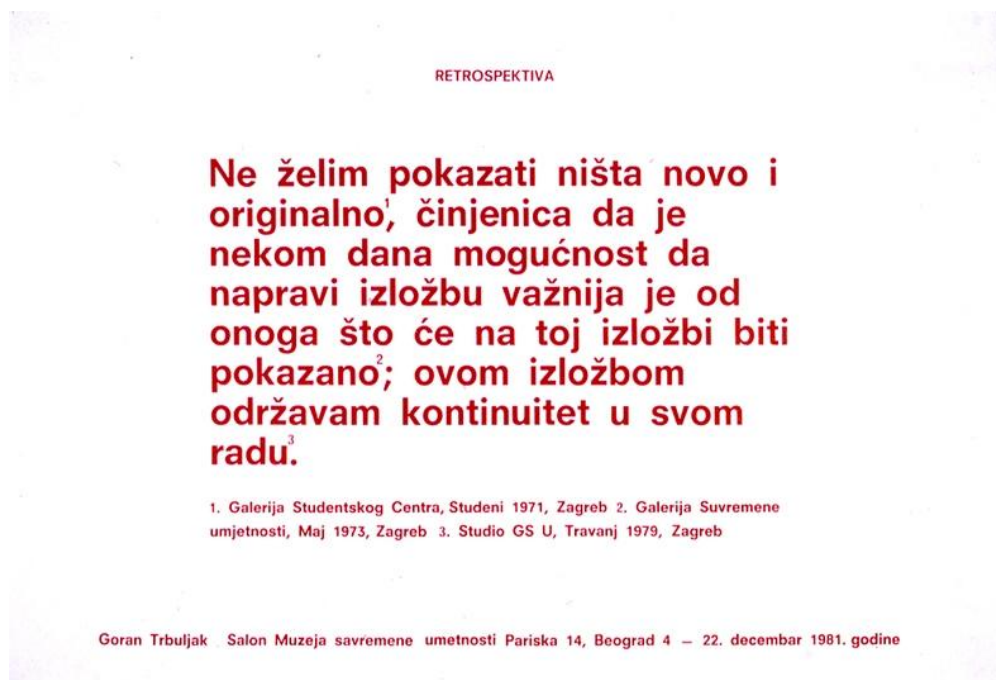 RETROSPEKTIVA
Ne želim pokazati ništa novo i
originalno¹, činjenica da je
nekom dana mogućnost da
napravi izložbu važnija je od
onoga što će na toj izložbi biti
pokazano²; ovom izložbom
održavam kontinuitet u svom
radu³.
1. Galerija Studentskog Centra, Studeni 1971, Zagreb 2. Galerija Suvremene
umjetnosti, Maj 1973, Zagreb 3. Studio GS U, Travanj 1979, Zagreb
Goran Trbuljak Salon Muzeja savremene umetnosti Pariska 14, Beograd 4 — 22. decembar 1981. godine